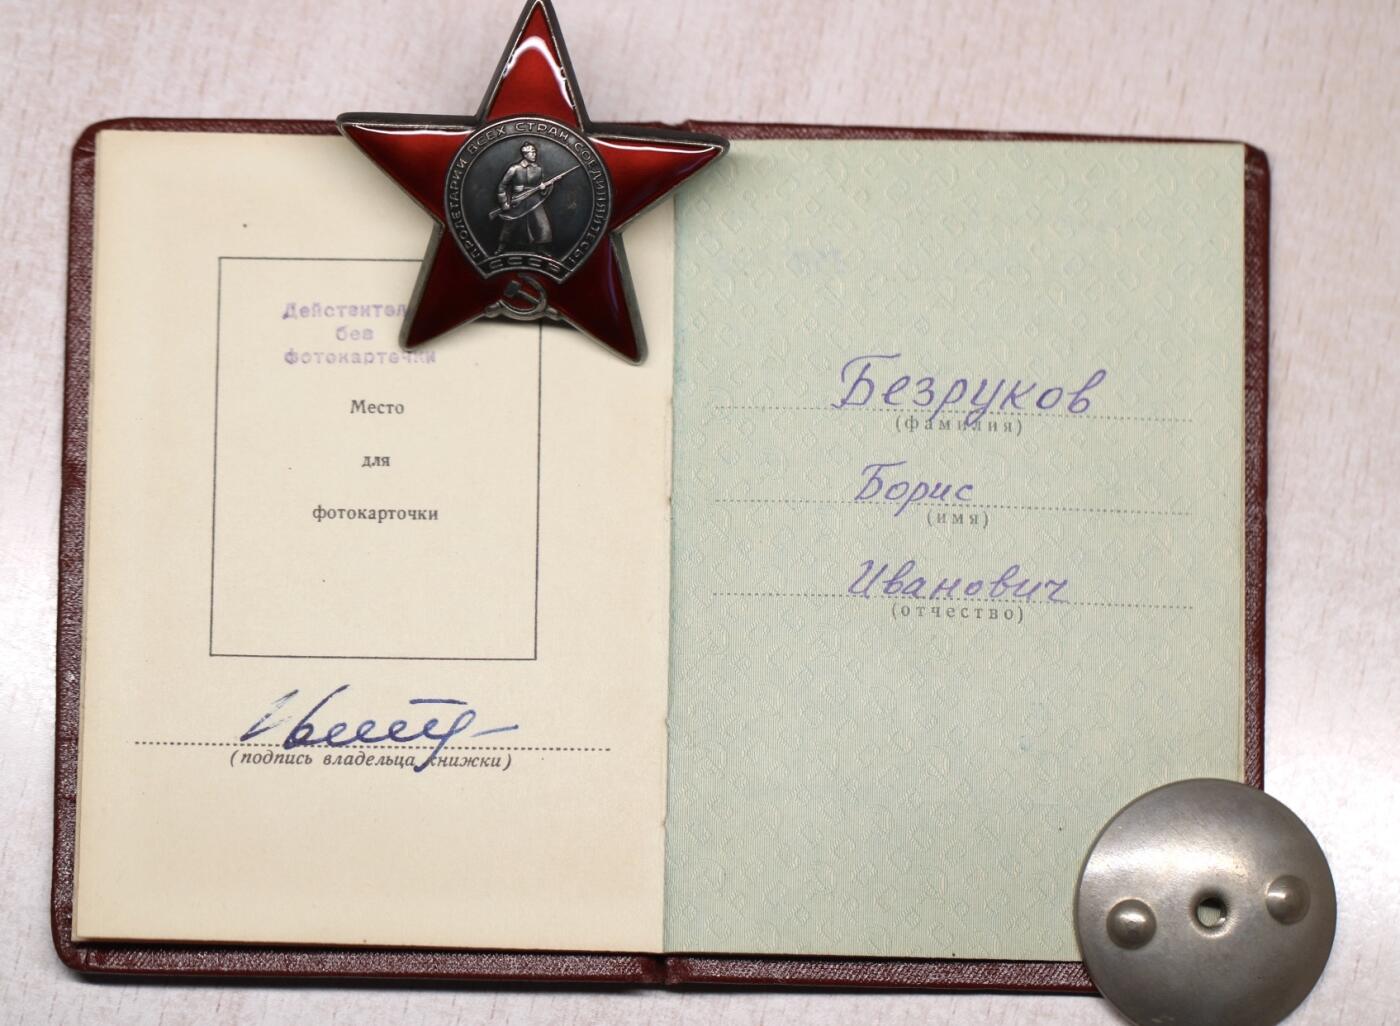 ПРОЛЕТАРИИ ВСЕХ СТРАН СОЕДИНЯЙТЕСЬ!
СССР
Действител
без
фотокарточки
Место
для
фотокарточки
(подпись владельца книжки)
Безруков
(фамилия)
Борис
(имя)
Иванович
(отчество)